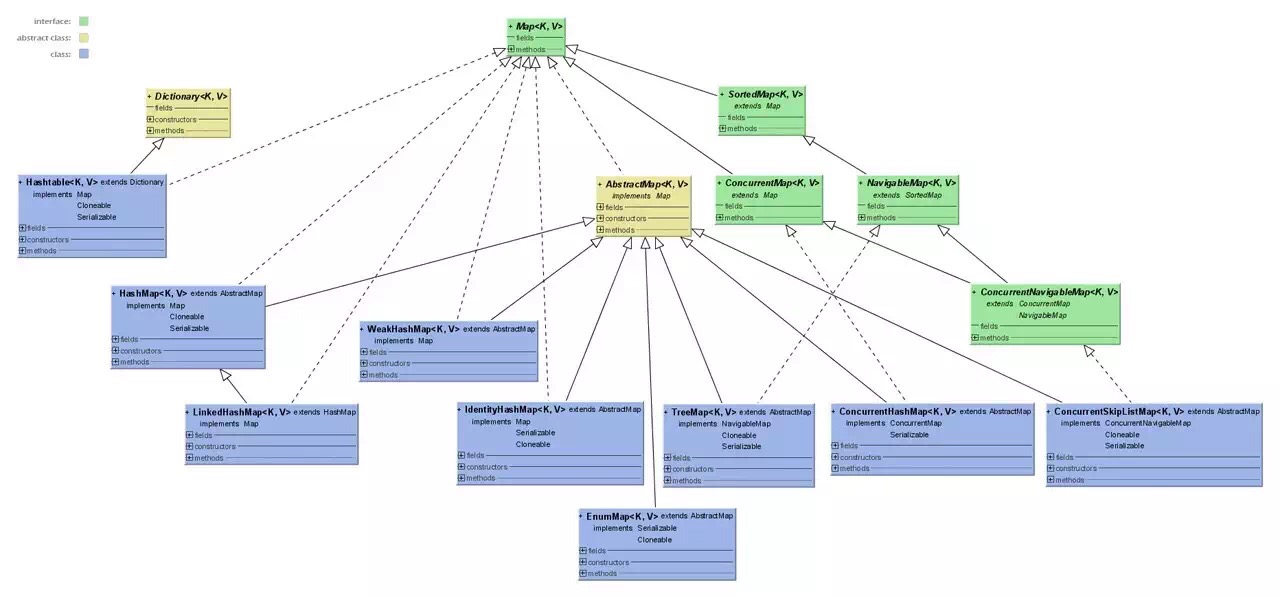 interface:
abstract class:
class:
+ Map<K, V>
fields
methods
+ Dictionary<K, V>
fields
constructors
methods
+ SortedMap<K, V>
extends Map
fields
methods
+ Hashtable<K, V> extends Dictionary
implements Map
Cloneable
Serializable
fields
constructors
methods
+ AbstractMap<K, V>
implements Map
fields
constructors
methods
+ ConcurrentMap<K, V>
extends Map
fields
methods
+ NavigableMap<K, V>
extends SortedMap
fields
methods
+ HashMap<K, V> extends AbstractMap
implements Map
Cloneable
Serializable
fields
constructors
methods
+ WeakHashMap<K, V> extends AbstractMap
implements Map
fields
constructors
methods
+ ConcurrentNavigableMap<K, V>
extends ConcurrentMap
NavigableMap
fields
methods
+ LinkedHashMap<K, V> extends HashMap
implements Map
fields
constructors
methods
+ IdentityHashMap<K, V> extends AbstractMap
implements Map
Serializable
Cloneable
fields
constructors
methods
+ TreeMap<K, V> extends AbstractMap
implements NavigableMap
Cloneable
Serializable
fields
constructors
methods
+ ConcurrentHashMap<K, V> extends AbstractMap
implements ConcurrentMap
Serializable
fields
constructors
methods
+ ConcurrentSkipListMap<K, V> extends AbstractMap
implements ConcurrentNavigableMap
Cloneable
Serializable
fields
constructors
methods
+ EnumMap<K, V> extends AbstractMap
implements Serializable
Cloneable
fields
constructors
methods